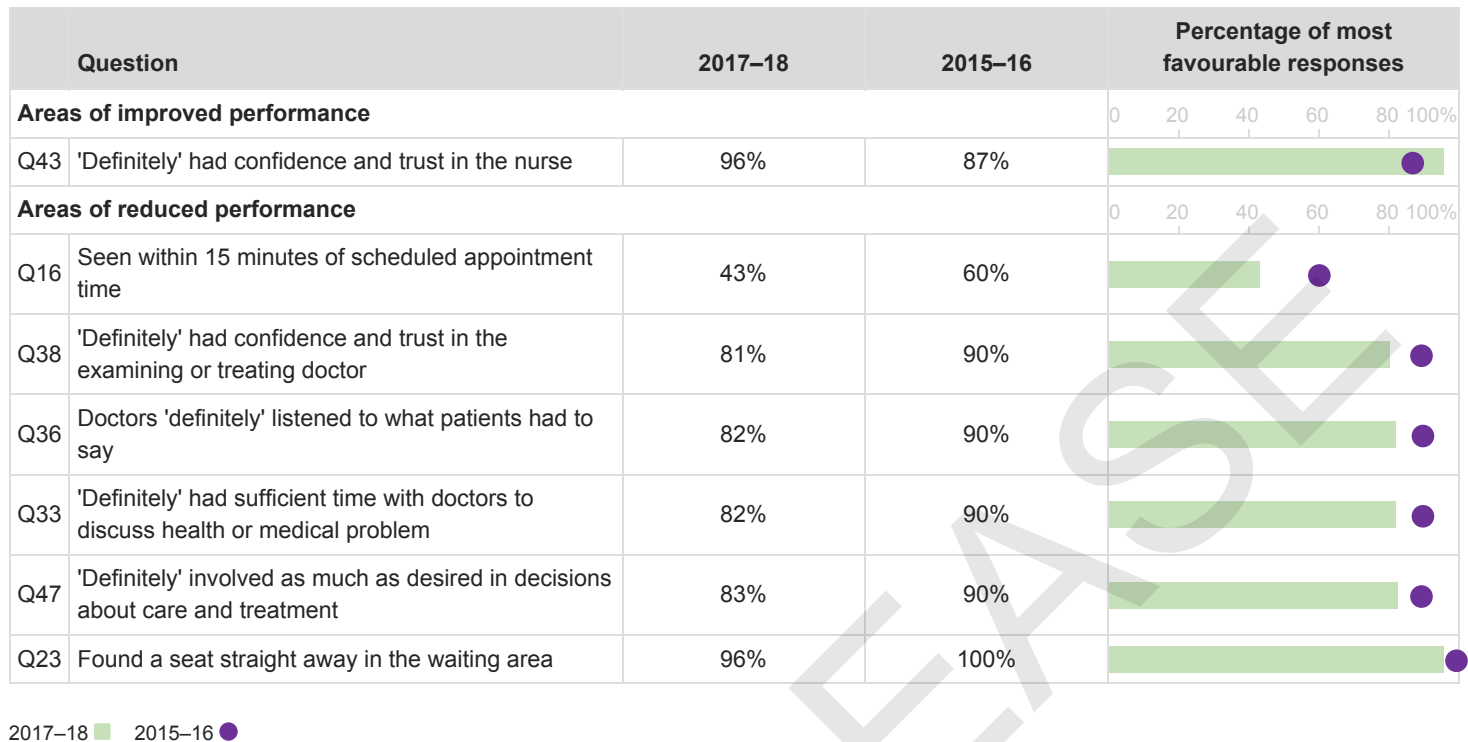 Question 2017–18 2015–16 Percentage of most
favourable responses
Areas of improved performance 0 20 40 60 80 100%
Q43 'Definitely' had confidence and trust in the nurse 96% 87%
Areas of reduced performance 0 20 40 60 80 100%
Q16 Seen within 15 minutes of scheduled appointment
time 43% 60%
Q38 'Definitely' had confidence and trust in the
examining or treating doctor 81% 90%
Q36 Doctors 'definitely' listened to what patients had to
say 82% 90%
Q33 'Definitely' had sufficient time with doctors to
discuss health or medical problem 82% 90%
Q47 'Definitely' involved as much as desired in decisions
about care and treatment 83% 90%
Q23 Found a seat straight away in the waiting area 96% 100%
2017–18 2015–16
EASE